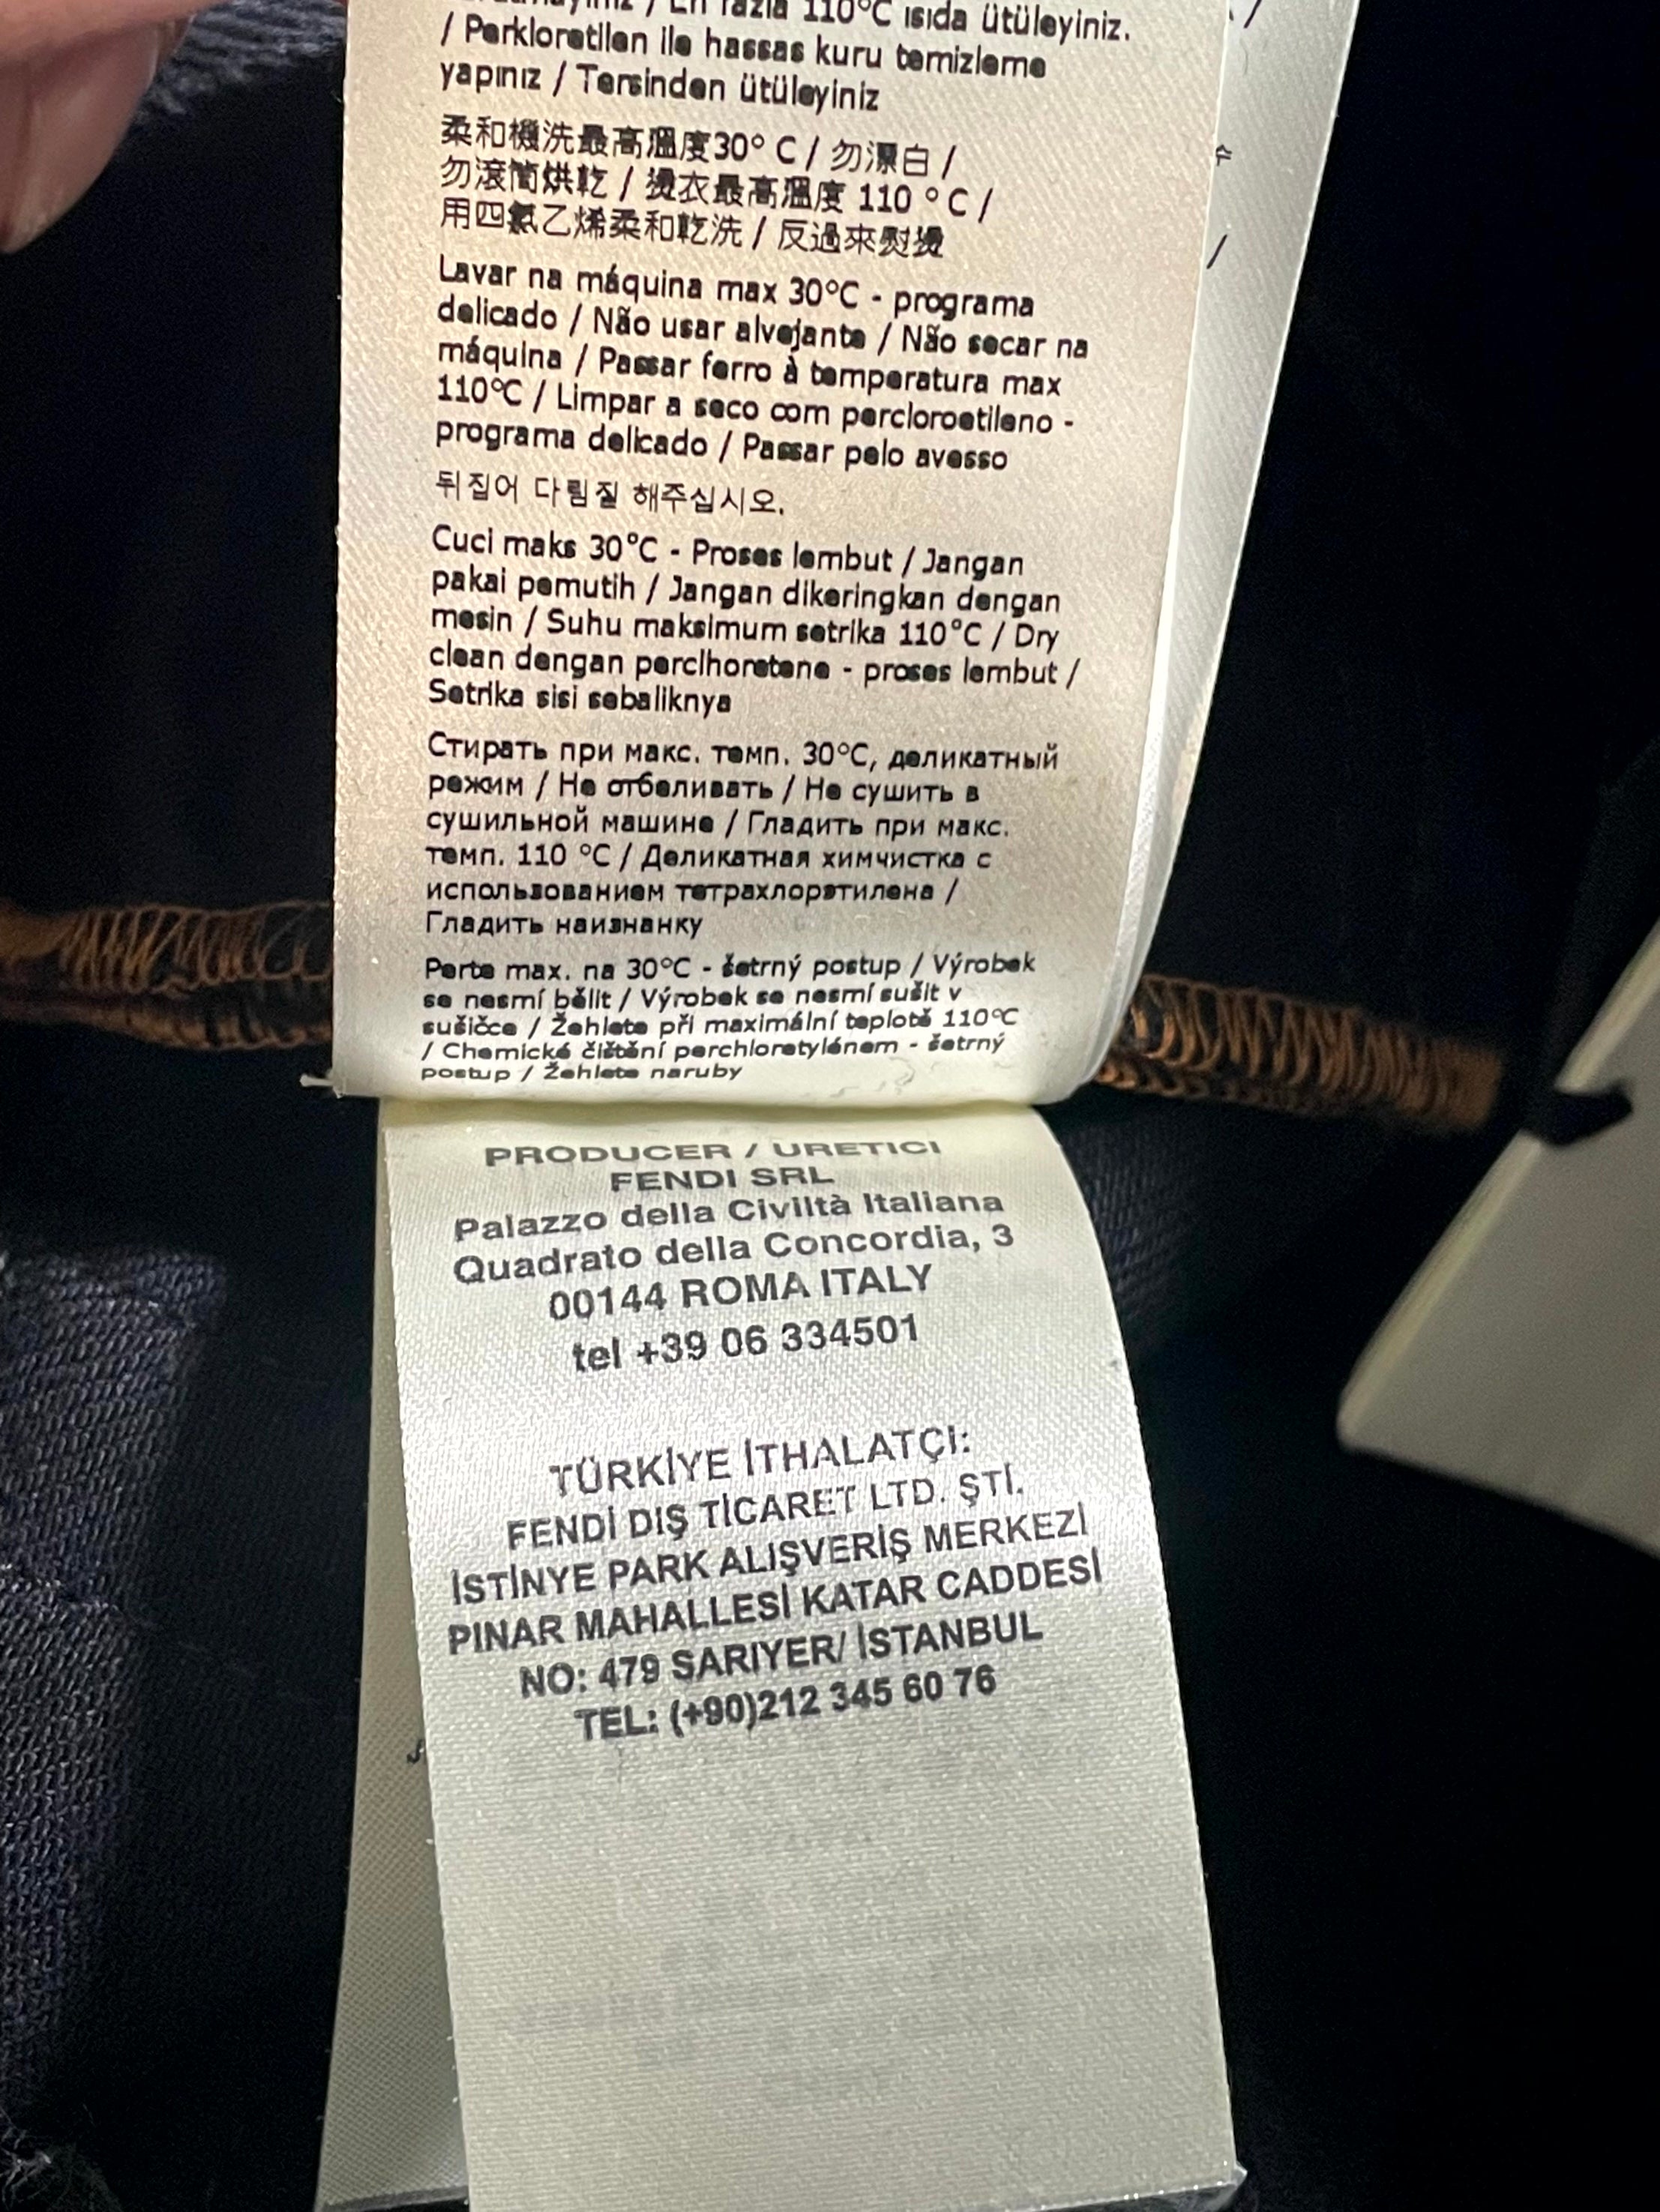 / En fazla 110°C ısıda ütüleyiniz.
/ Perkloretilen ile hassas kuru temizleme
yapınız / Tersinden ütüleyiniz
柔和機洗最高溫度30° C / 勿漂白 /
勿滾筒烘乾 / 燙衣最高溫度 110 ° C /
用四氯乙烯柔和乾洗 / 反過來熨燙
Lavar na máquina max 30°C - programa
delicado / Não usar alvejante / Não secar na
máquina / Passar ferro à temperatura max
110°C / Limpar a seco com percloroetileno -
programa delicado / Passar pelo avesso
뒤집어 다림질 해주십시오.
Cuci maks 30°C - Proses lembut / Jangan
pakai pemutih / Jangan dikeringkan dengan
mesin / Suhu maksimum setrika 110°C / Dry
clean dengan perclhoretene - proses lembut /
Setrika sisi sebaliknya
Стирать при макс. темп. 30°C, деликатный
режим / Не отбеливать / Не сушить в
сушильной машине / Гладить при макс.
темп. 110 °C / Деликатная химчистка с
использованием тетрахлорэтилена /
Гладить наизнанку
Perte max. na 30°C - šetrný postup / Výrobek
se nesmí bělit / Výrobek se nesmí sušit v
sušičce / Žehlete při maximální teplotě 110°C
/ Chemické čištění perchloretylénem - šetrný
postup / Žehlete naruby
PRODUCER / URETICI
FENDI SRL
Palazzo della Civiltà Italiana
Quadrato della Concordia, 3
00144 ROMA ITALY
tel +39 06 334501
TÜRKİYE İTHALATÇI:
FENDİ DIŞ TİCARET LTD. ŞTİ.
İSTİNYE PARK ALIŞVERİŞ MERKEZİ
PINAR MAHALLESİ KATAR CADDESİ
NO: 479 SARIYER/ İSTANBUL
TEL: (+90)212 345 60 76